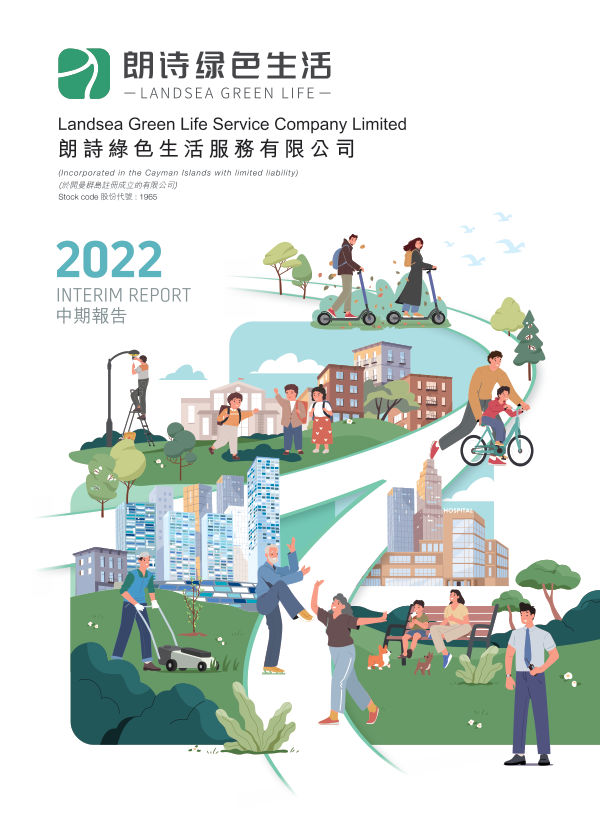 朗诗绿色生活
LANDSEA GREEN LIFE
Landsea Green Life Service Company Limited
朗詩綠色生活服務有限公司
(Incorporated in the Cayman Islands with limited liability)
(於開曼群島註冊成立的有限公司)
Stock code 股份代號 : 1965
2022
INTERIM REPORT
中期報告
HOSPITAL